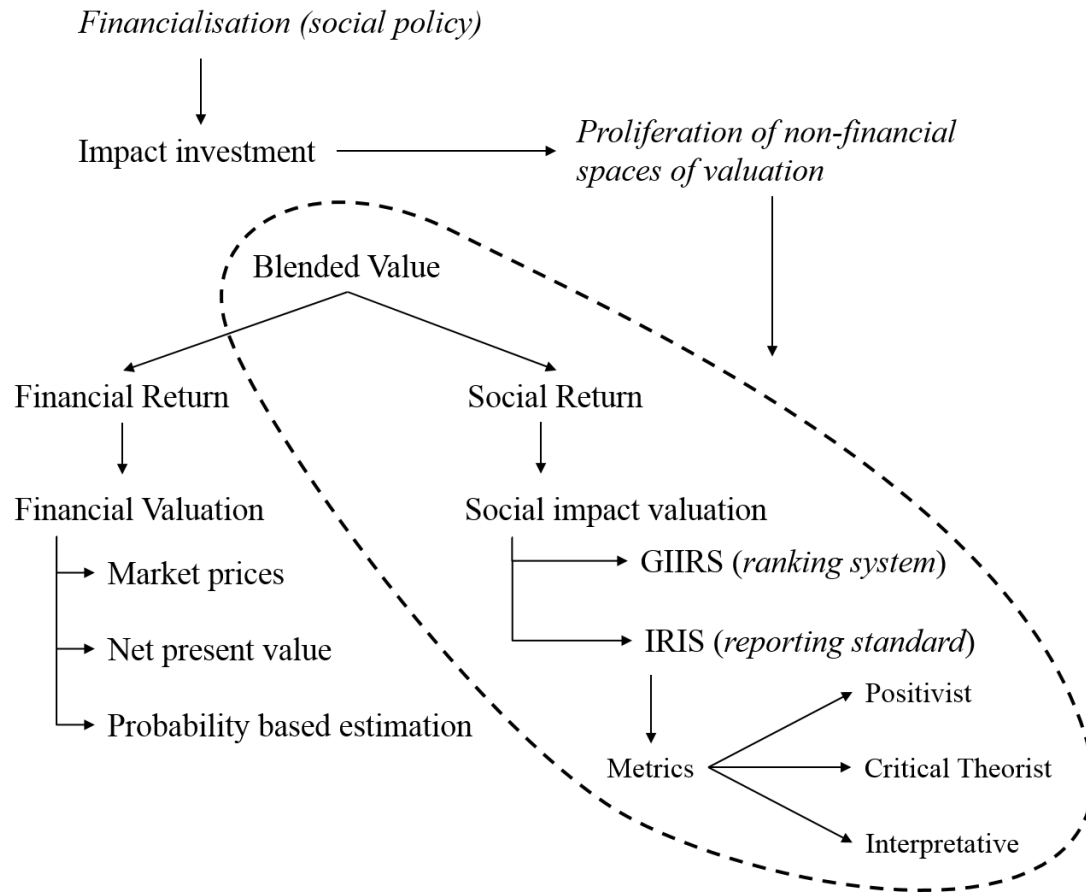 Financialisation (social policy)
Impact investment
Proliferation of non-financial
spaces of valuation
Blended Value
Financial Return
Social Return
Financial Valuation
Social impact valuation
Market prices
GIIRS (ranking system)
Net present value
IRIS (reporting standard)
Probability based estimation
Positivist
Metrics
Critical Theorist
Interpretative